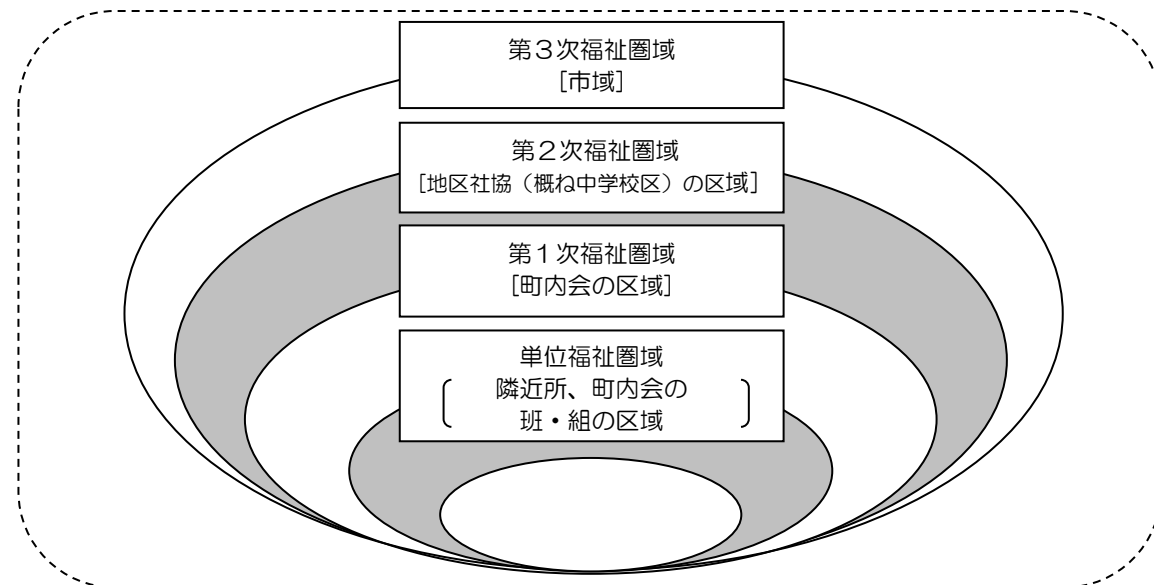 第３次福祉圏域
[市域]
第２次福祉圏域
[地区社協（概ね中学校区）の区域]
第１次福祉圏域
[町内会の区域]
単位福祉圏域
隣近所、町内会の
班・組の区域